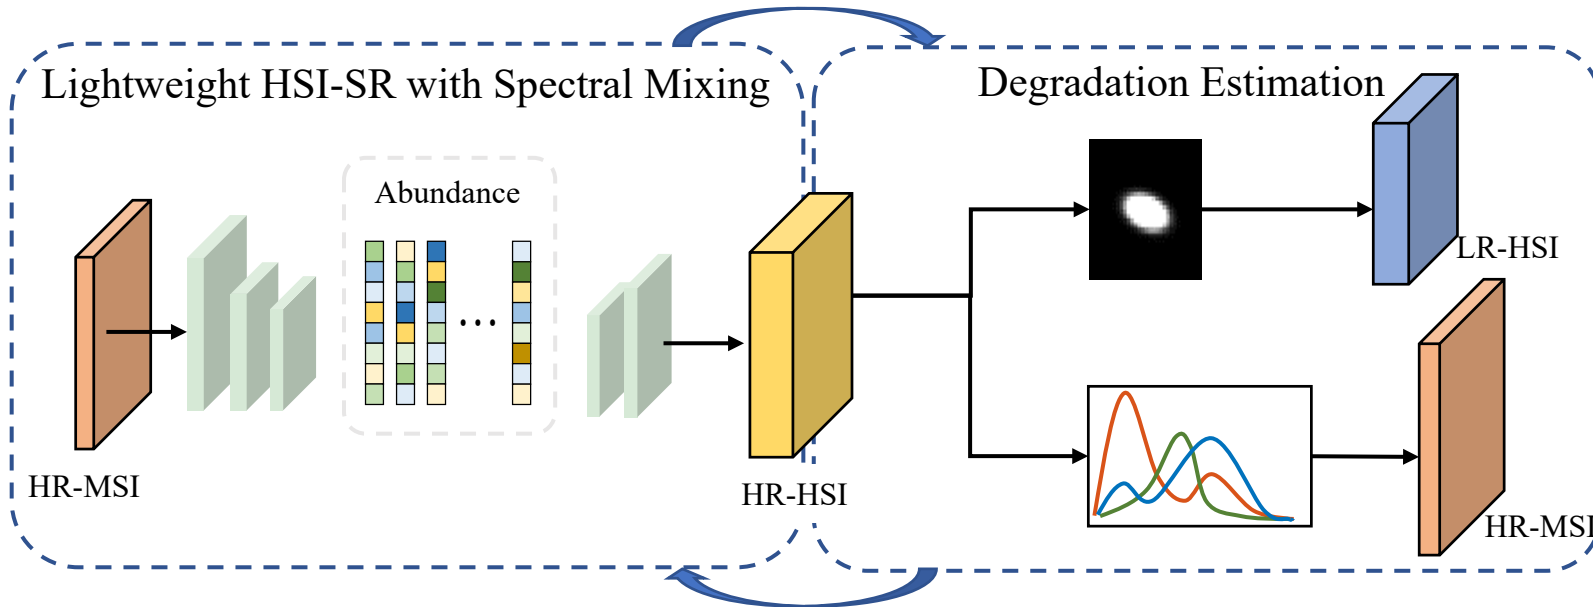 Lightweight HSI-SR with Spectral Mixing
Degradation Estimation
Abundance
LR-HSI
HR-MSI
HR-HSI
HR-MSI